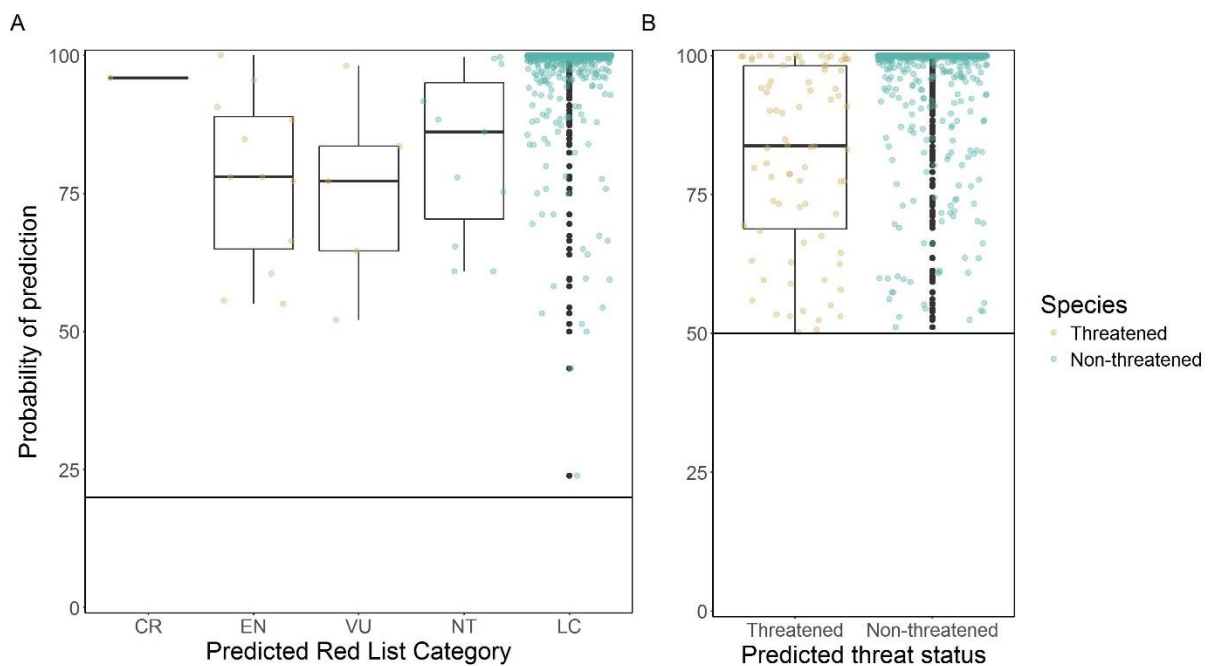 A
B
100
75
50
25
0
Probability of prediction
CR EN VU NT LC
Predicted Red List Category
100
75
50
25
0
Threatened Non-threatened
Predicted threat status
Species
Threatened
Non-threatened